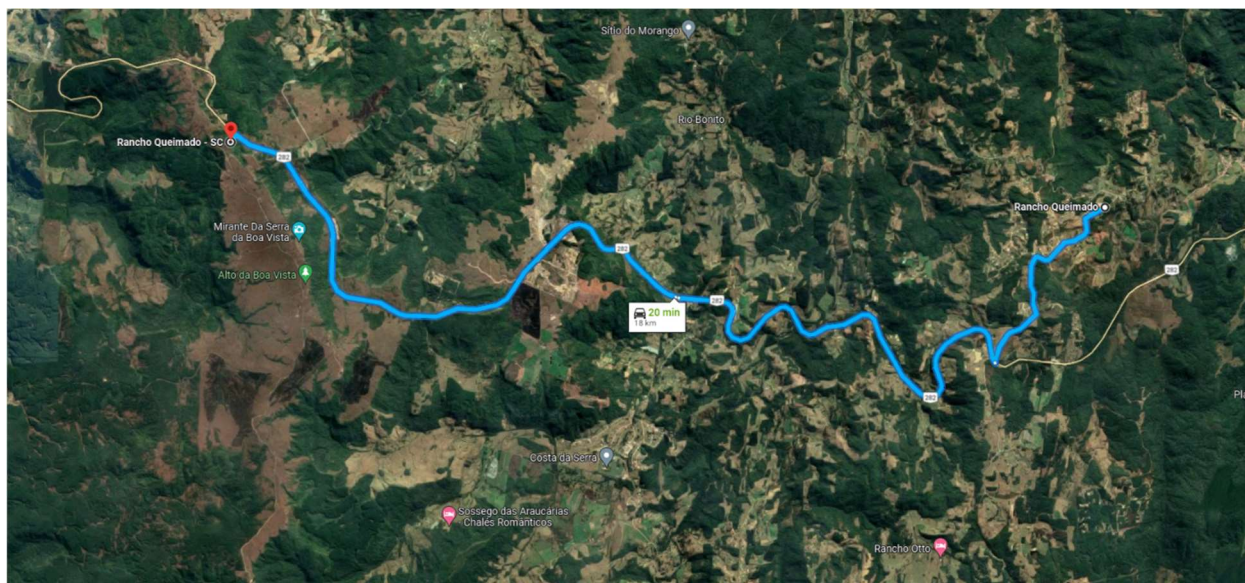 Sítio do Morango
Rio Bonito
Rancho Queimado - SC
282
Rancho Queimado
Mirante Da Serra
da Boa Vista
282
282
Alto da Boa Vista
282
20 min
18 km
282
Costa da Serra
Sossego das Araucárias
Chalés Românticos
Rancho Otto